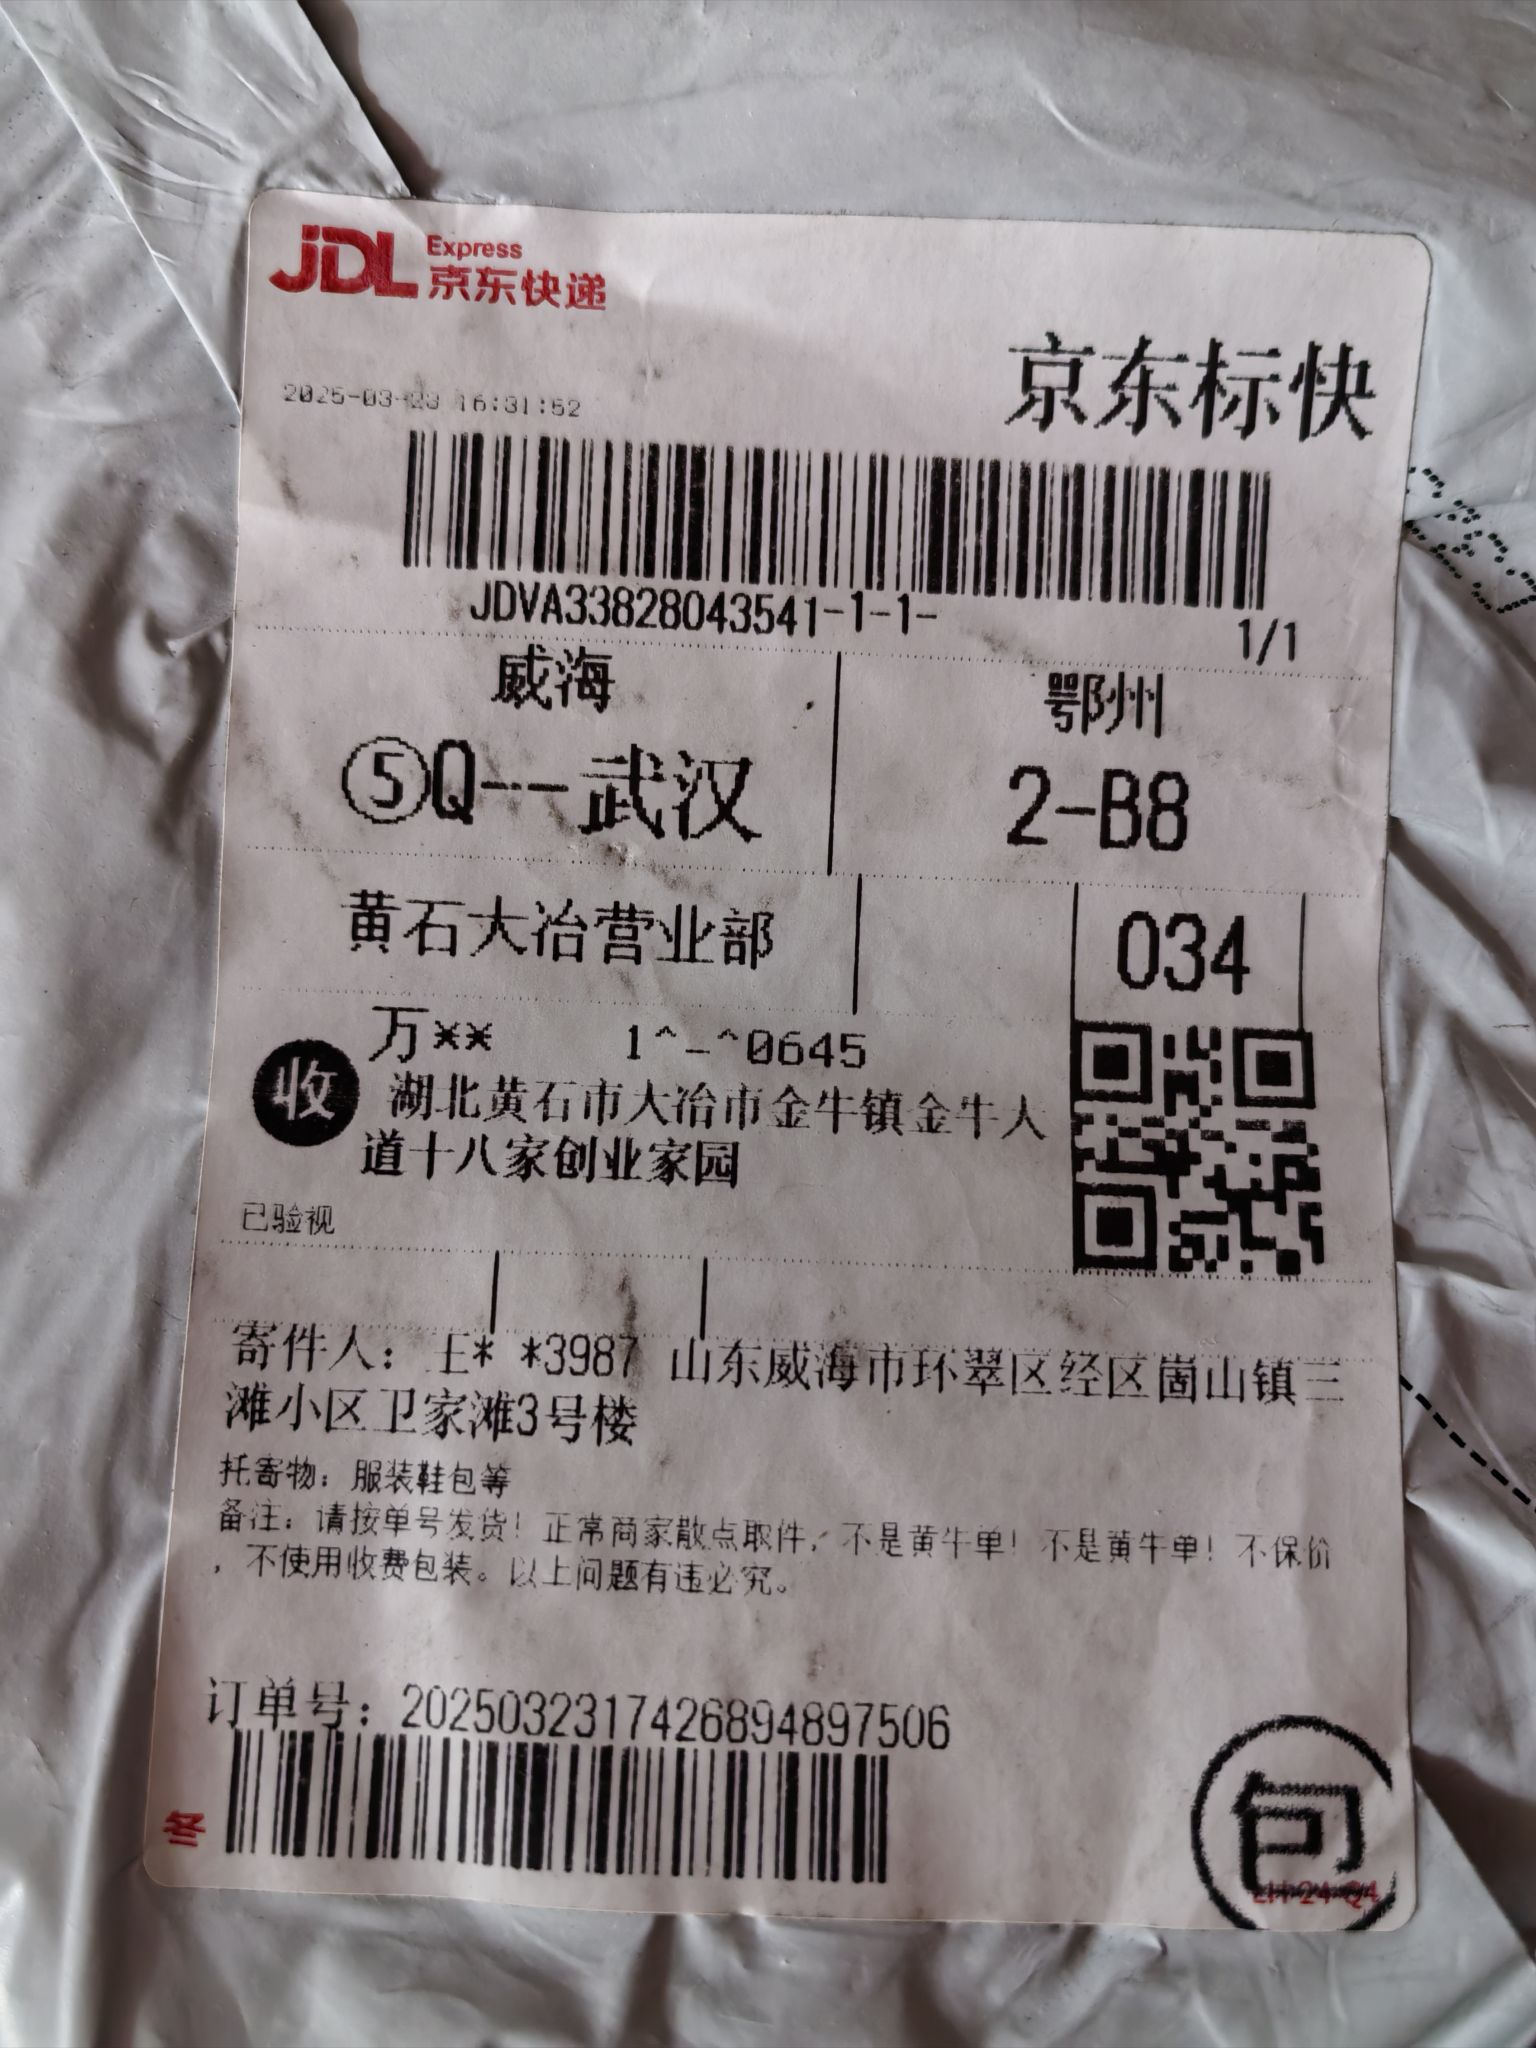 JDL Express
京东快递
京东标快
2025-03-23 16:31:52
JDVA33828043541-1-1-
1/1
威海
鄂州
⑤Q--武汉
2-B8
黄石大冶营业部
034
万** 1^-^0645
收
湖北黄石市大冶市金牛镇金牛大
道十八家创业家园
已验视
寄件人：王* *3987 山东威海市环翠区经区崮山镇三
滩小区卫家滩3号楼
托寄物：服装鞋包等
备注：请按单号发货！正常商家散点取件，不是黄牛单！不是黄牛单！不保价
，不使用收费包装。以上问题有违必究。
订单号：2025032317426894897506
冬
包